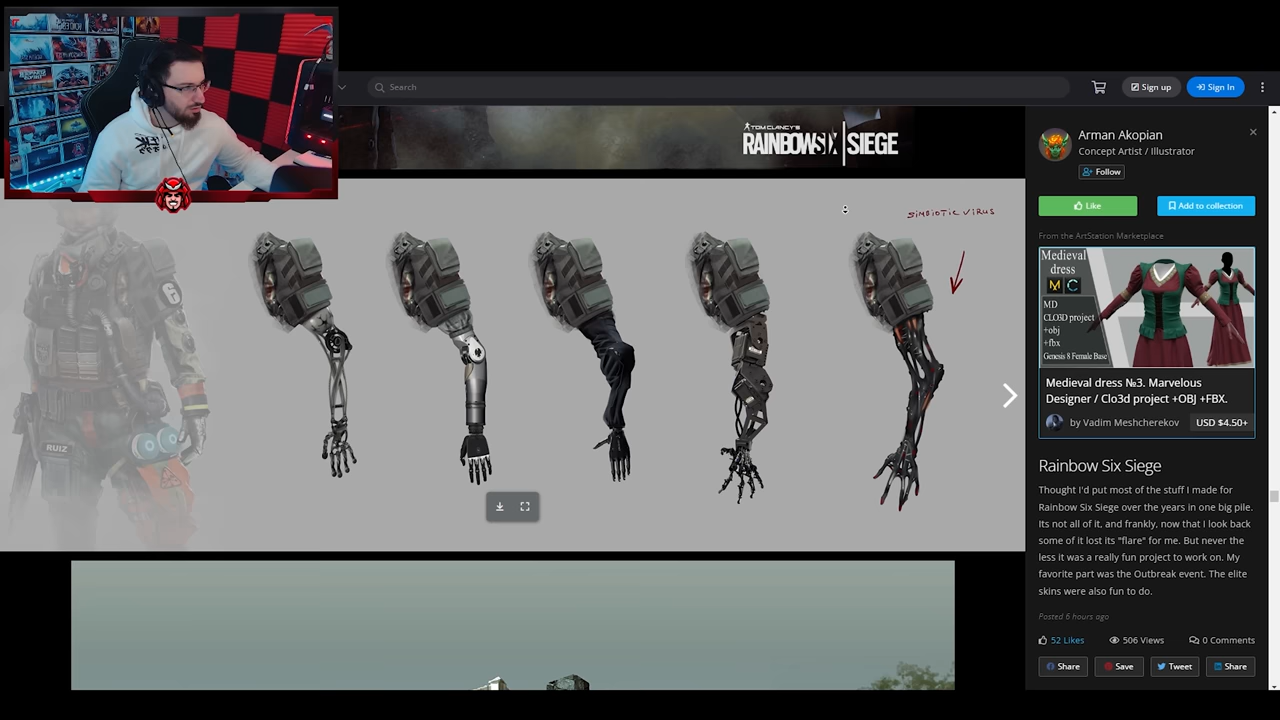 Search
Sign up
Sign In
TOM CLANCY'S
RAINBOWSIX | SIEGE
Arman Akopian
Concept Artist / Illustrator
Follow
Like
Add to collection
From the ArtStation Marketplace
SIMBIOTIC VIRUS
Medieval
dress
M C
MD
CLO3D project
+obj
+fbx
Genesis 8 Female Base
Medieval dress №3. Marvelous
Designer / Clo3d project +OBJ +FBX.
by Vadim Meshcherekov
USD $4.50+
6
RUIZ
Rainbow Six Siege
Thought I'd put most of the stuff I made for
Rainbow Six Siege over the years in one big pile.
Its not all of it, and frankly, now that I look back
some of it lost its "flare" for me. But never the
less it was a really fun project to work on. My
favorite part was the Outbreak event. The elite
skins were also fun to do.
Posted 6 hours ago
52 Likes
506 Views
0 Comments
Share
Save
Tweet
Share